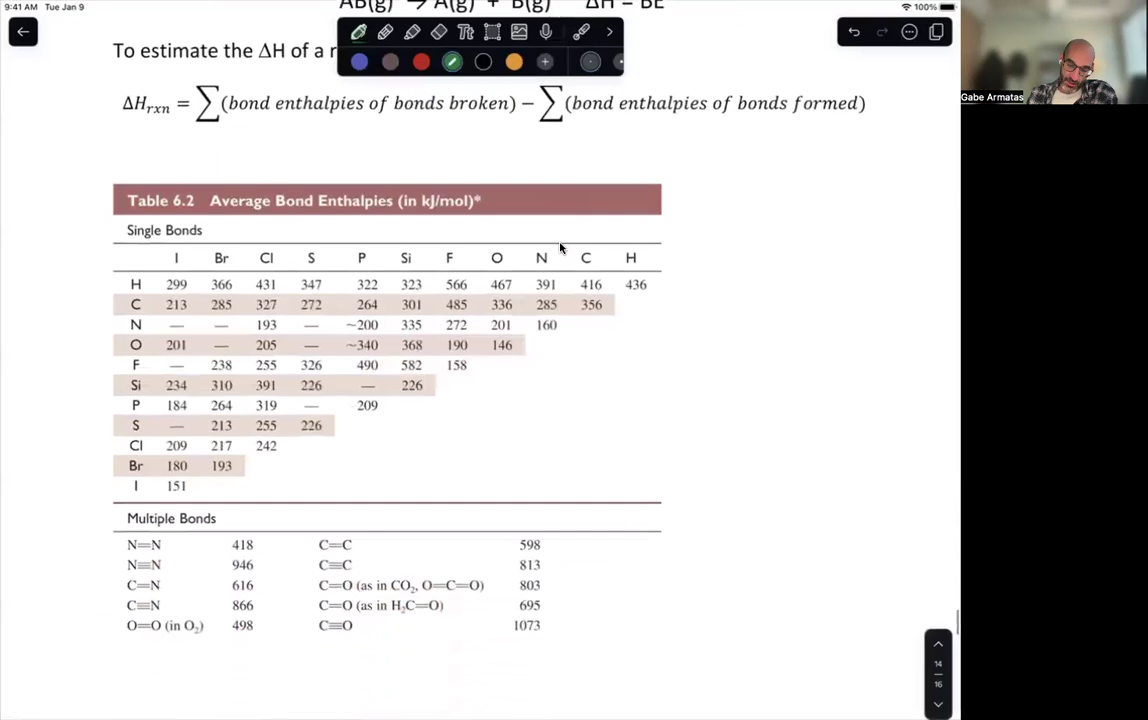 9:41 AM Tue Jan 9
100%
AB(g) → A(g) + B(g) ΔH = BE
To estimate the ΔH of a r
ΔHrxn = ∑(bond enthalpies of bonds broken) − ∑(bond enthalpies of bonds formed)
Gabe Armatas
Table 6.2 Average Bond Enthalpies (in kJ/mol)*
Single Bonds
I Br Cl S P Si F O N C H
H 299 366 431 347 322 323 566 467 391 416 436
C 213 285 327 272 264 301 485 336 285 356
N — — 193 — ~200 335 272 201 160
O 201 — 205 — ~340 368 190 146
F — 238 255 326 490 582 158
Si 234 310 391 226 — 226
P 184 264 319 — 209
S — 213 255 226
Cl 209 217 242
Br 180 193
I 151
Multiple Bonds
N=N 418 C=C 598
N≡N 946 C≡C 813
C=N 616 C=O (as in CO₂, O=C=O) 803
C≡N 866 C=O (as in H₂C=O) 695
O=O (in O₂) 498 C≡O 1073
14
16